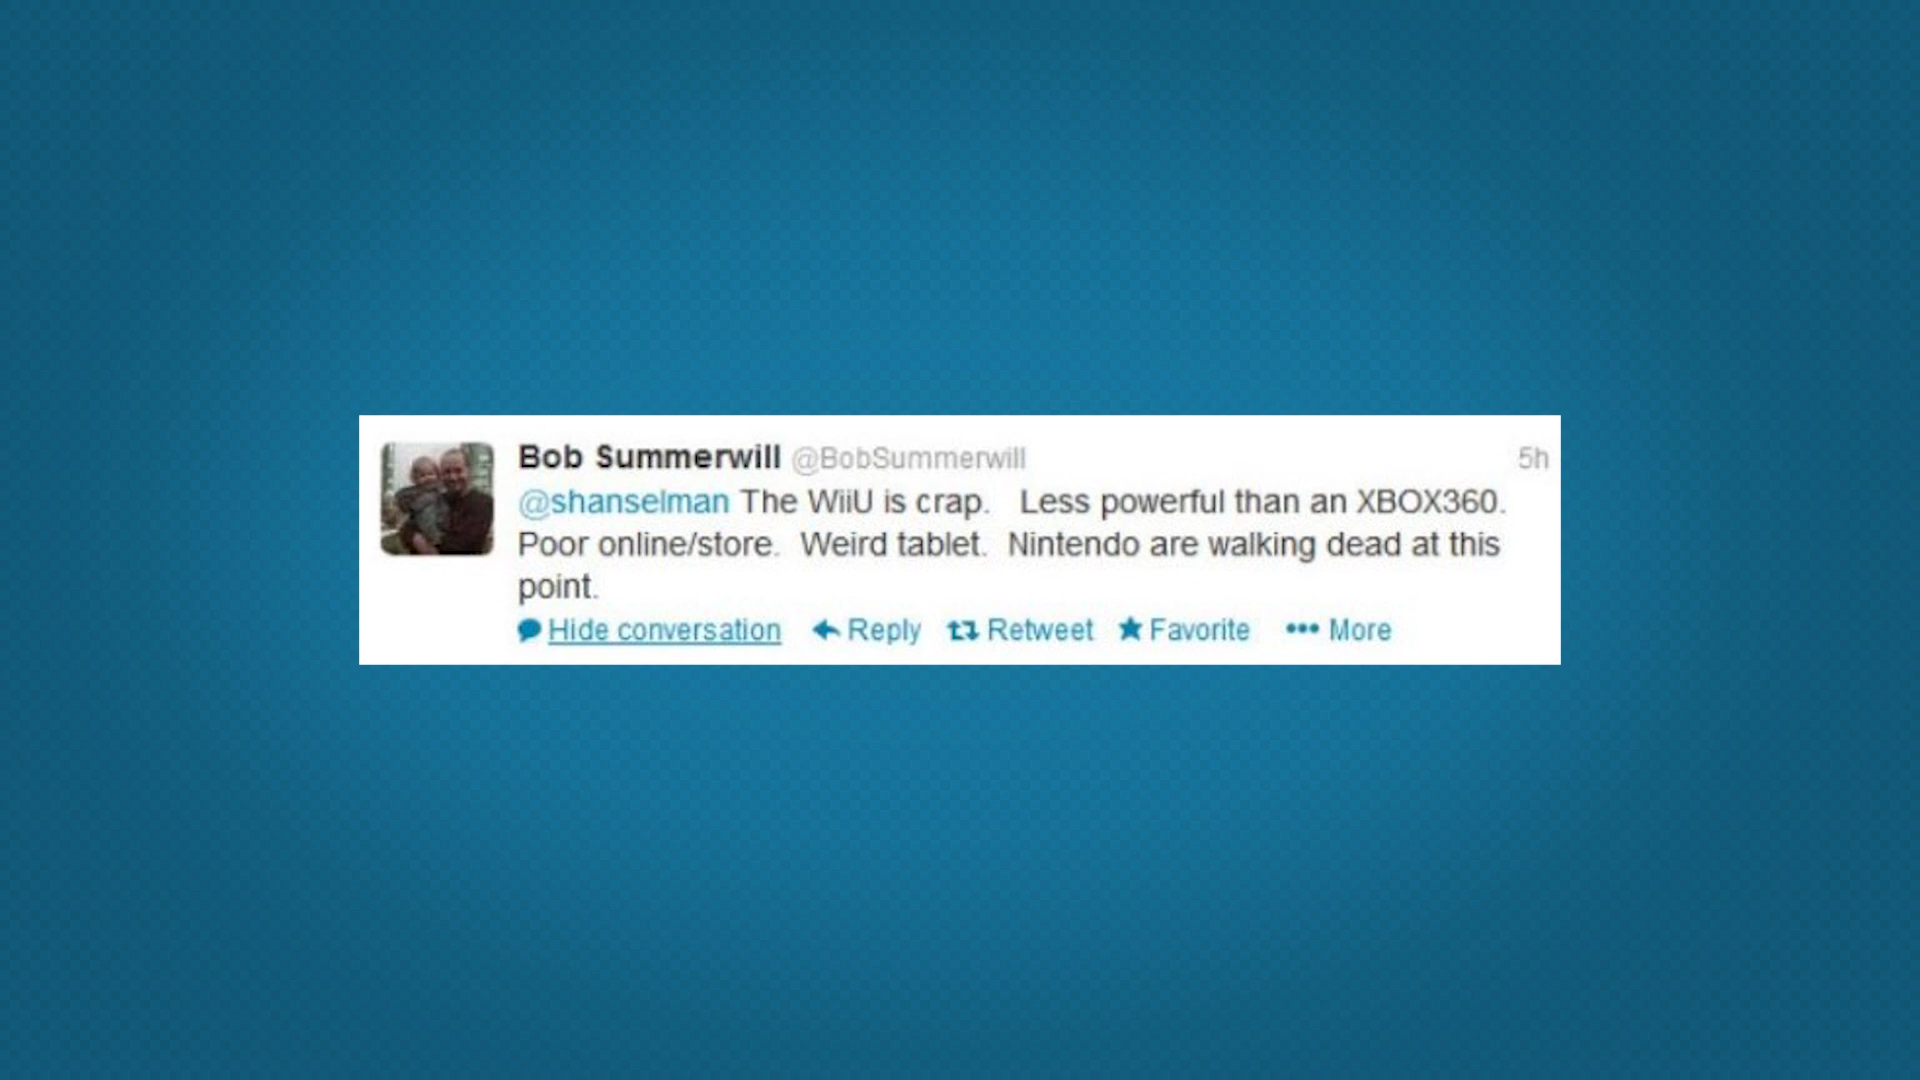 Bob Summerwill @BobSummerwill 5h
@shanselman The WiiU is crap.   Less powerful than an XBOX360.
Poor online/store.  Weird tablet.  Nintendo are walking dead at this
point.
Hide conversation Reply Retweet Favorite More